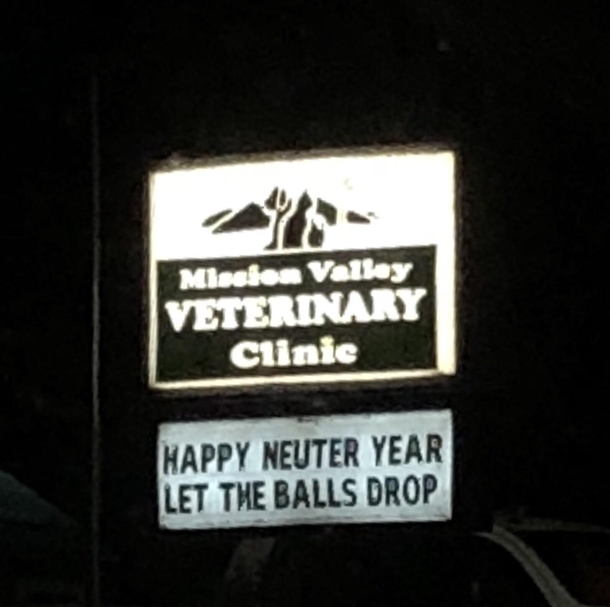 Mission Valley
VETERINARY
Clinic
HAPPY NEUTER YEAR
LET THE BALLS DROP